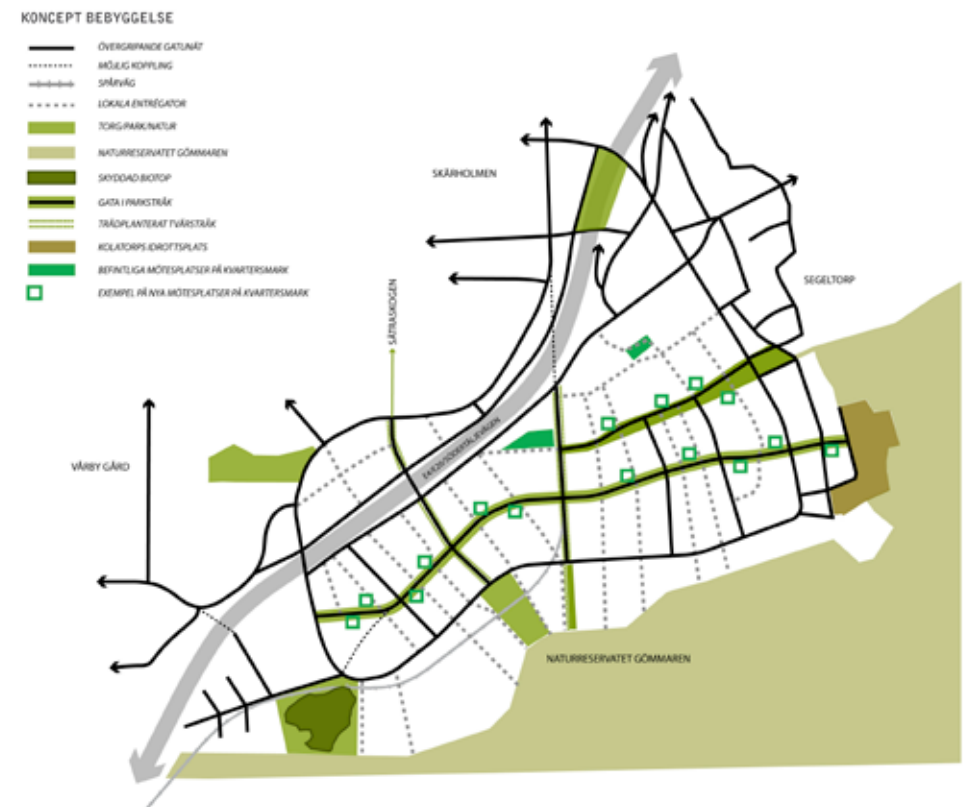 KONCEPT BEBYGGELSE
ÖVERGRIPANDE GATUNÄT
MÖJLIG KOPPLING
SPÅRVÄG
LOKALA ENTRÉGATOR
TORG/PARK/NATUR
NATURRESERVATET GÖMMAREN
SKYDDAD BIOTOP
GATA I PARKSTRÅK
TRÄDPLANTERAT TVÄRSTRÅK
KOLATORPS IDROTTSPLATS
BEFINTLIGA MÖTESPLATSER PÅ KVARTERSMARK
EXEMPEL PÅ NYA MÖTESPLATSER PÅ KVARTERSMARK
SKÄRHOLMEN
SEGELTORP
SÄTRASKOGEN
VÅRBY GÅRD
E4/E20/SÖDERTÄLJEVÄGEN
NATURRESERVATET GÖMMAREN